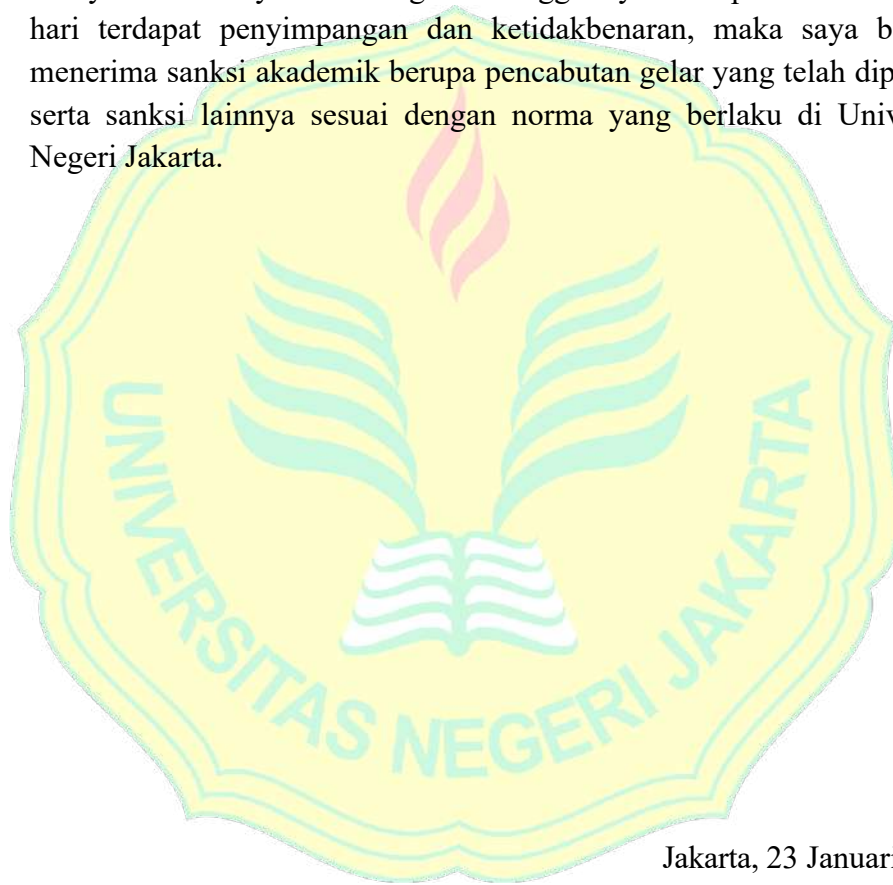 hari terdapat penyimpangan dan ketidakbenaran, maka saya
menerima sanksi akademik berupa pencabutan gelar yang telah
serta sanksi lainnya sesuai dengan norma yang berlaku di
Negeri Jakarta.
UNIVERSITAS NEGERI JAKARTA
Jakarta, 23 Januari